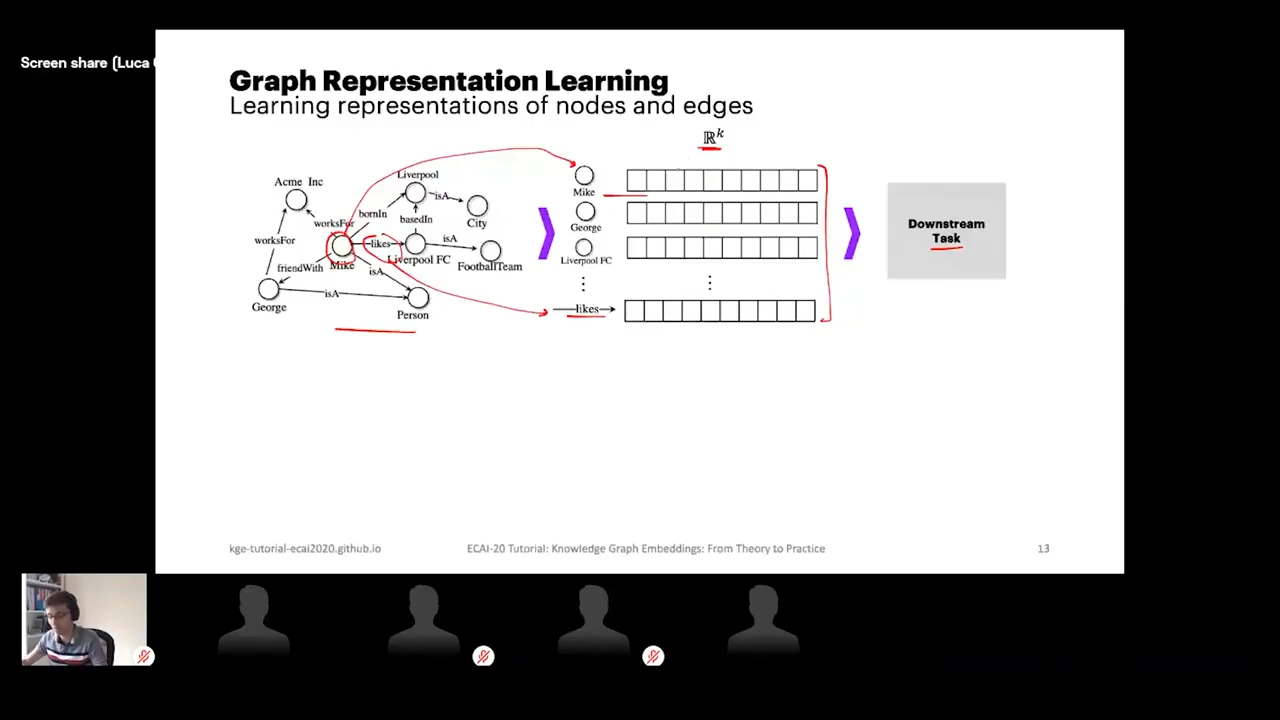 Screen share (Luca
Graph Representation Learning
Learning representations of nodes and edges
ℝᵏ
Acme Inc
Liverpool
isA
City
bornIn
worksFor
basedIn
worksFor
likes
isA
Liverpool FC
FootballTeam
Mike
friendWith
isA
George
isA
Person
Mike
George
Liverpool FC
⋮
⋮
likes
Downstream
Task
kge-tutorial-ecai2020.github.io
ECAI-20 Tutorial: Knowledge Graph Embeddings: From Theory to Practice
13